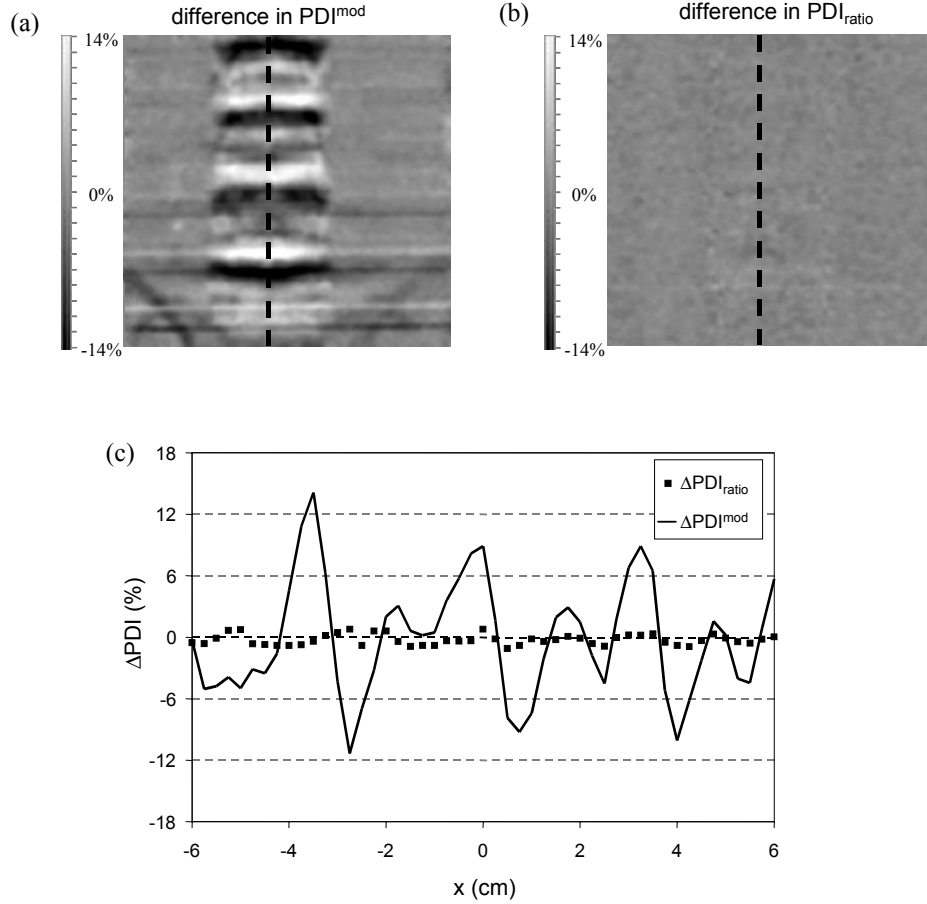 (a)
difference in PDI^mod
14%
0%
-14%
(b)
difference in PDI_ratio
14%
0%
-14%
(c)
18
12
6
0
-6
-12
-18
ΔPDI (%)
ΔPDI_ratio
ΔPDI^mod
-6 -4 -2 0 2 4 6
x (cm)